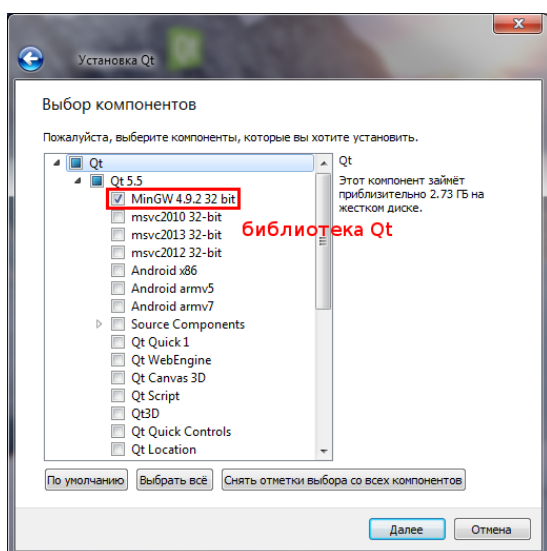 Установка Qt
Выбор компонентов
Пожалуйста, выберите компоненты, которые вы хотите установить.
Qt
Qt 5.5
MinGW 4.9.2 32 bit
msvc2010 32-bit
msvc2013 32-bit
msvc2012 32-bit
Android x86
Android armv5
Android armv7
Source Components
Qt Quick 1
Qt WebEngine
Qt Canvas 3D
Qt Script
Qt3D
Qt Quick Controls
Qt Location
Qt
Этот компонент займёт
приблизительно 2.73 ГБ на
жестком диске.
библиотека Qt
По умолчанию
Выбрать всё
Снять отметки выбора со всех компонентов
Далее
Отмена